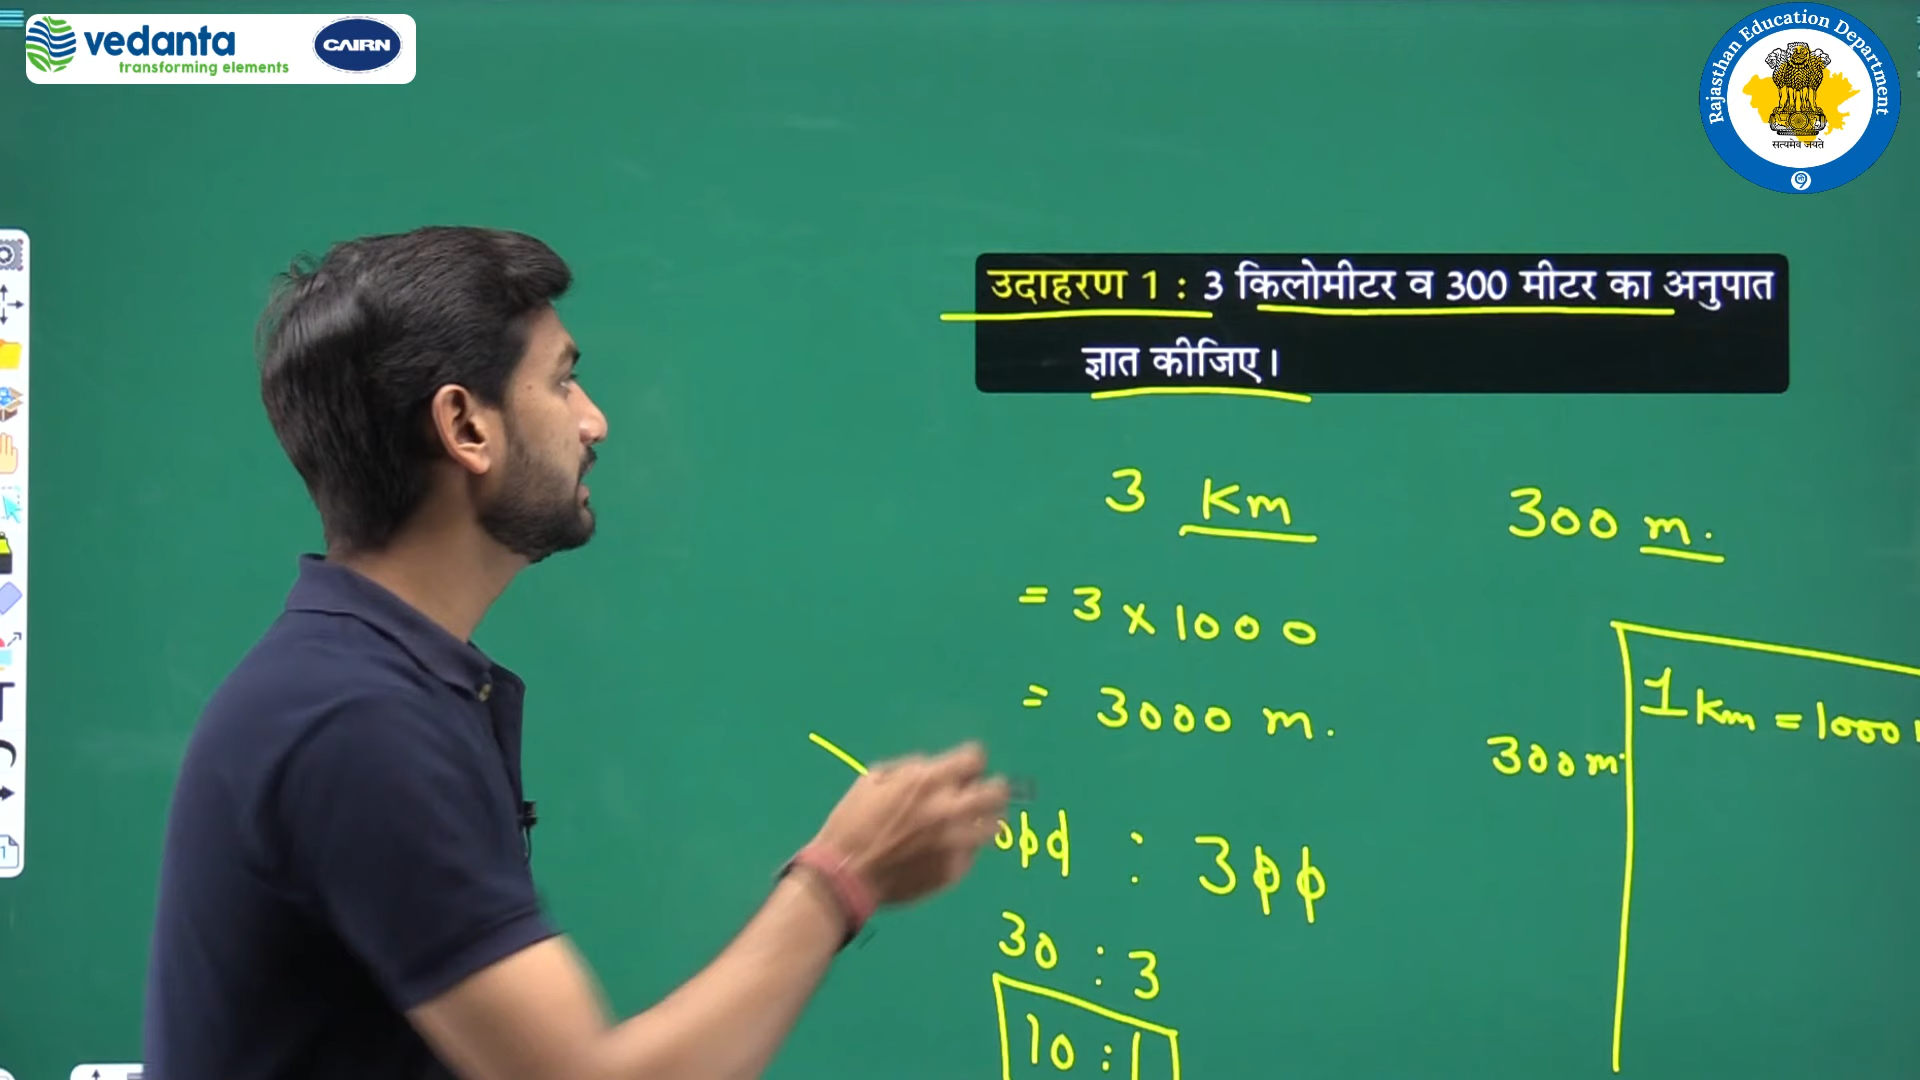 vedanta
transforming elements
CAIRN
Rajasthan Education Department
सत्यमेव जयते
उदाहरण 1 : 3 किलोमीटर व 300 मीटर का अनुपात
ज्ञात कीजिए।
3 Km
300 m.
= 3 x 1000
= 3000 m.
300 m.
1 Km = 1000
00 : 300
30 : 3
10 : 1